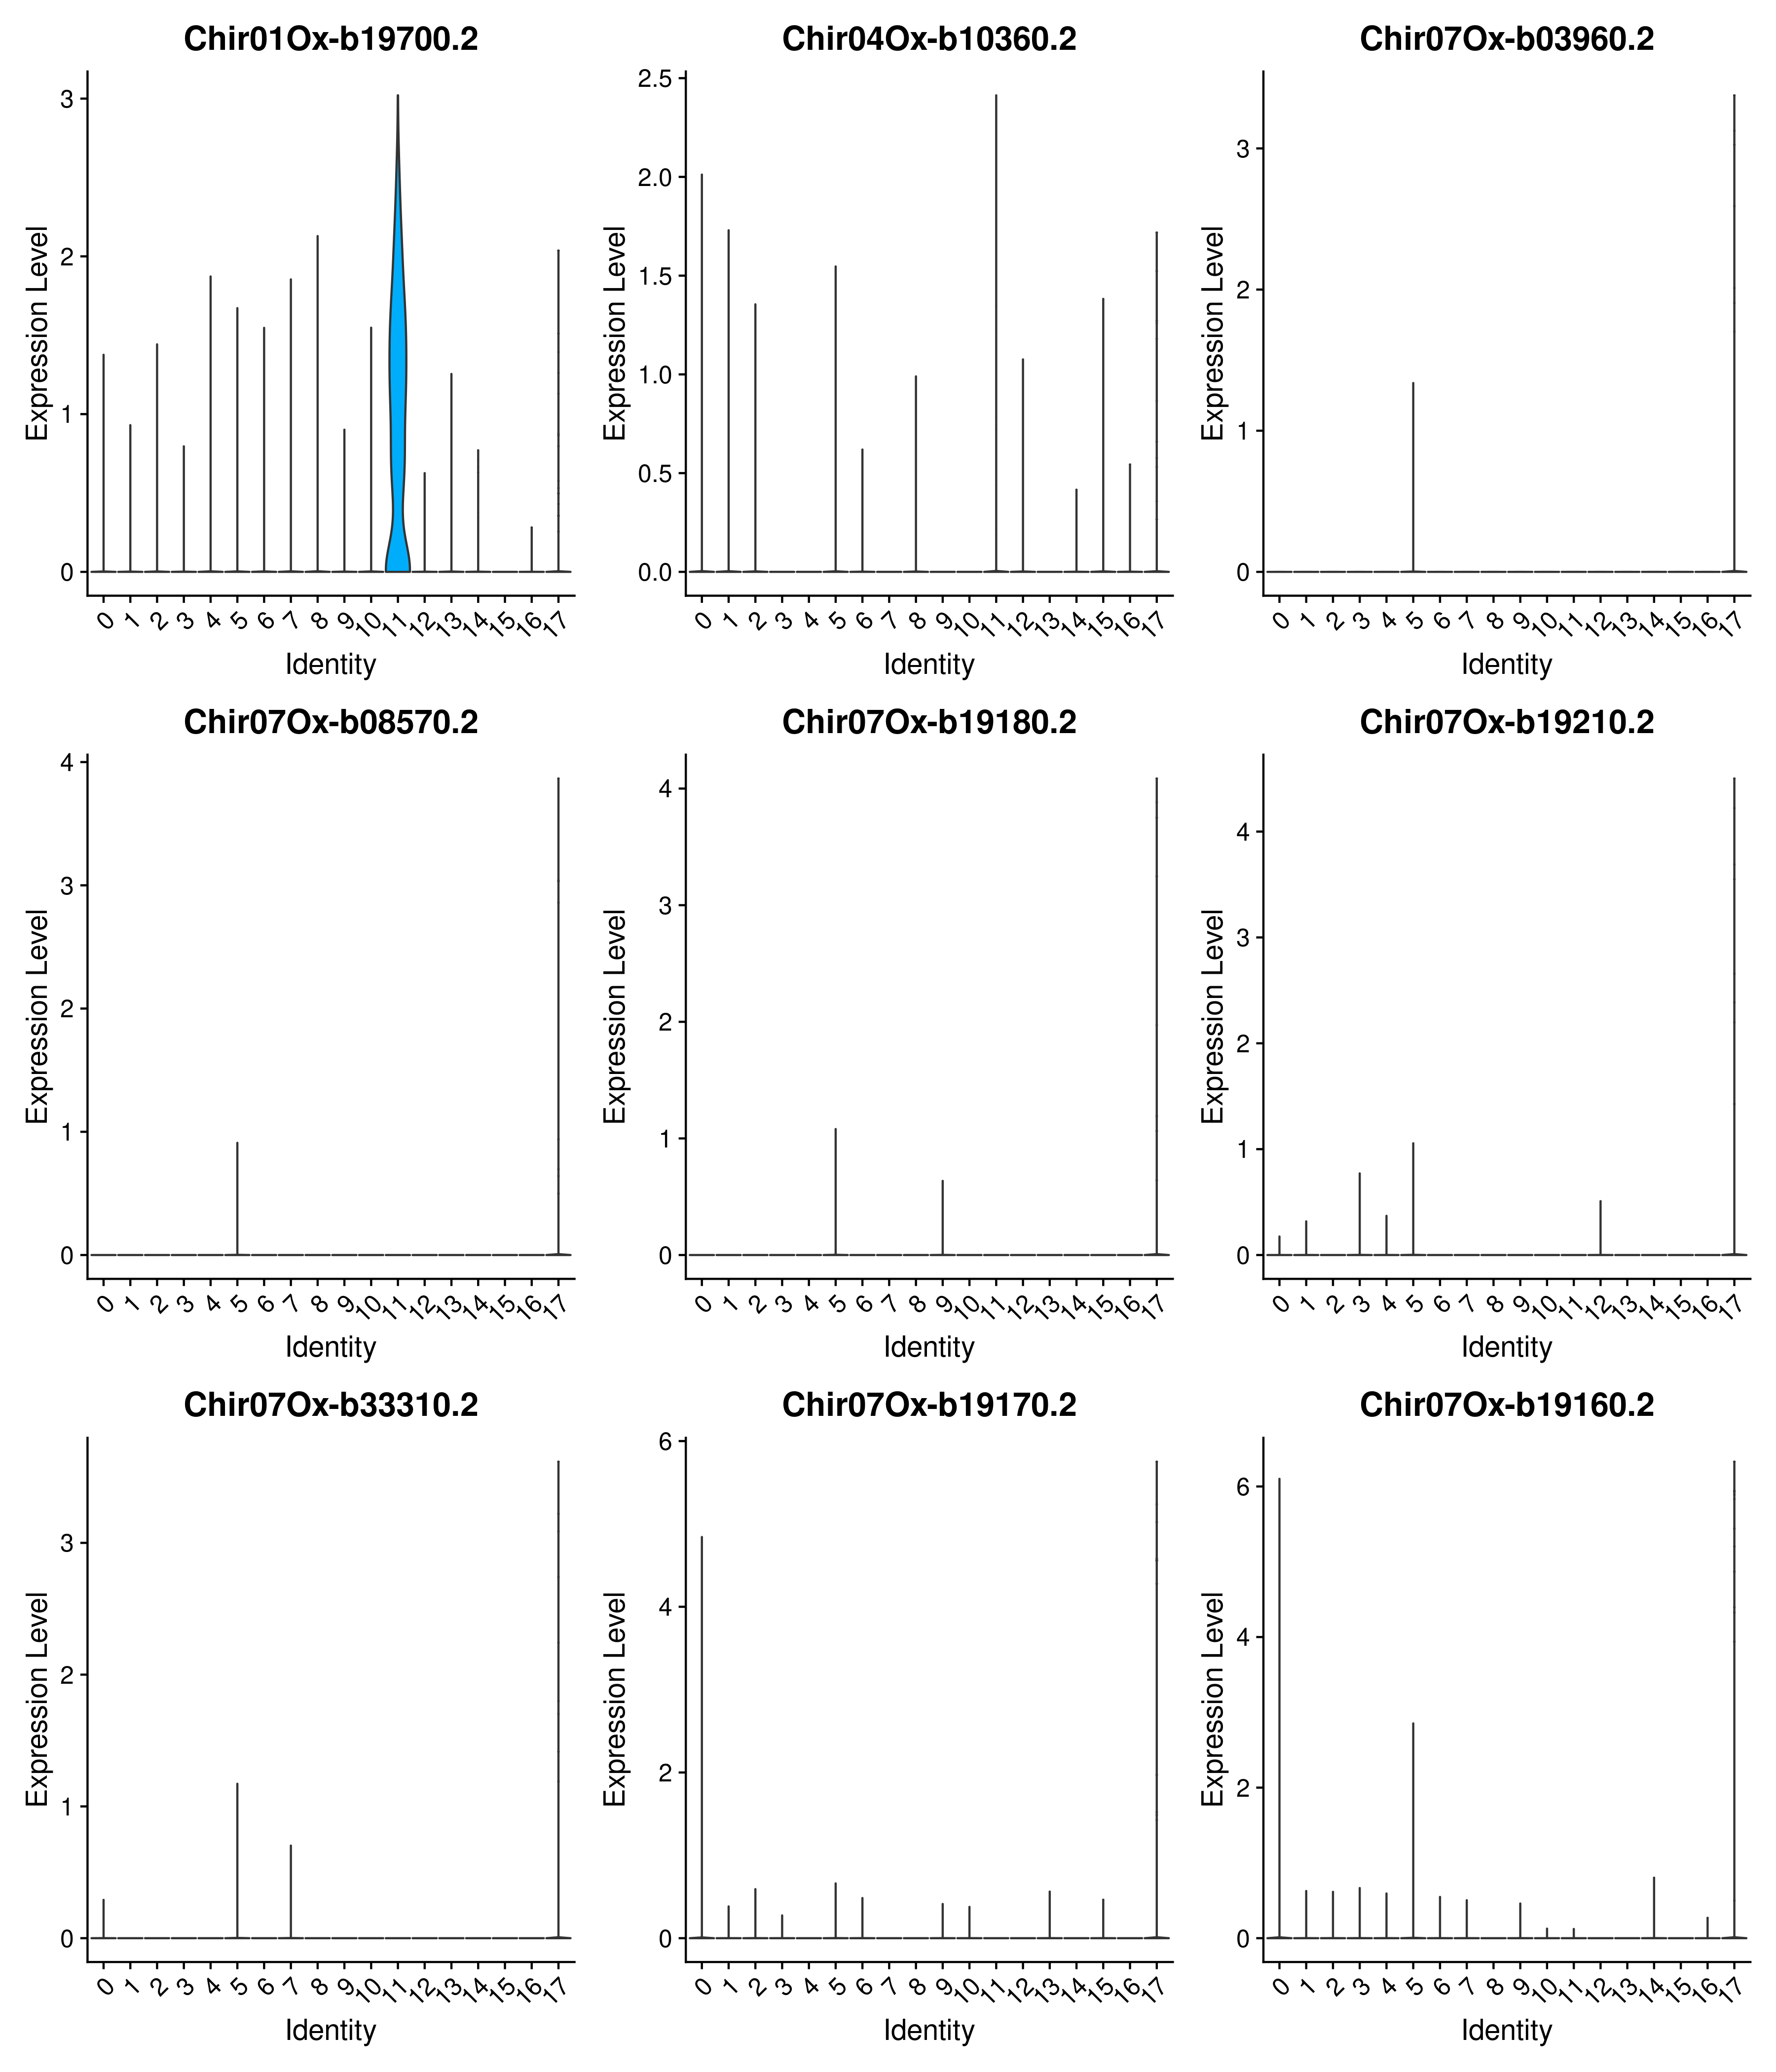 Chir01Ox-b19700.2
Chir04Ox-b10360.2
Chir07Ox-b03960.2
Expression Level
3
2
1
0
0 1 2 3 4 5 6 7 8 9 10 11 12 13 14 15 16 17
Identity
Expression Level
2.5
2.0
1.5
1.0
0.5
0.0
0 1 2 3 4 5 6 7 8 9 10 11 12 13 14 15 16 17
Identity
Expression Level
3
2
1
0
0 1 2 3 4 5 6 7 8 9 10 11 12 13 14 15 16 17
Identity
Chir07Ox-b08570.2
Chir07Ox-b19180.2
Chir07Ox-b19210.2
Expression Level
4
3
2
1
0
0 1 2 3 4 5 6 7 8 9 10 11 12 13 14 15 16 17
Identity
Expression Level
4
3
2
1
0
0 1 2 3 4 5 6 7 8 9 10 11 12 13 14 15 16 17
Identity
Expression Level
4
3
2
1
0
0 1 2 3 4 5 6 7 8 9 10 11 12 13 14 15 16 17
Identity
Chir07Ox-b33310.2
Chir07Ox-b19170.2
Chir07Ox-b19160.2
Expression Level
3
2
1
0
0 1 2 3 4 5 6 7 8 9 10 11 12 13 14 15 16 17
Identity
Expression Level
6
4
2
0
0 1 2 3 4 5 6 7 8 9 10 11 12 13 14 15 16 17
Identity
Expression Level
6
4
2
0
0 1 2 3 4 5 6 7 8 9 10 11 12 13 14 15 16 17
Identity